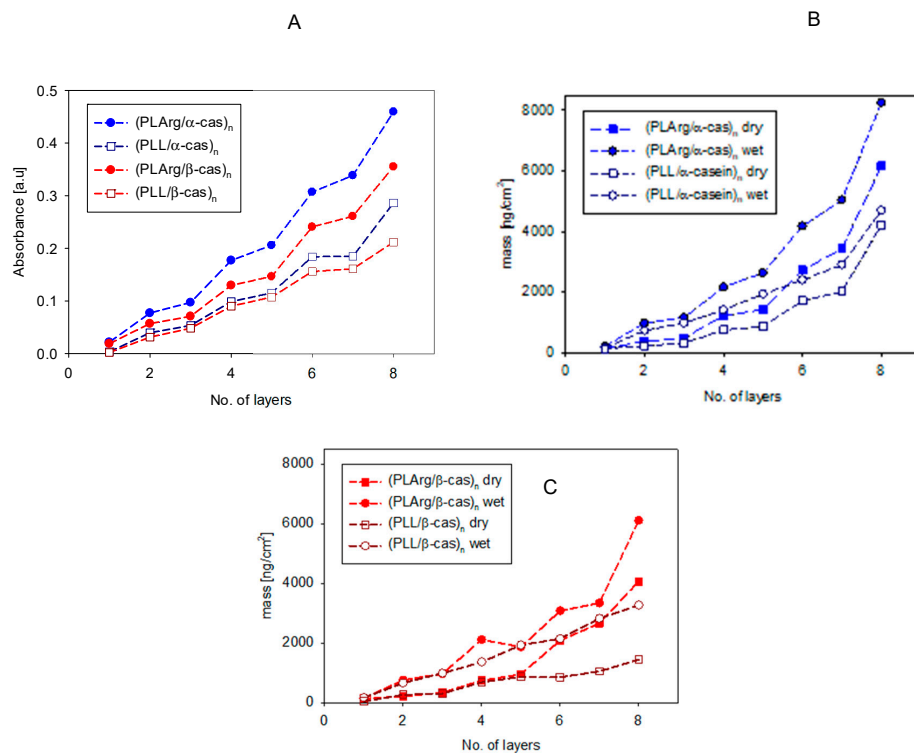 A
Absorbance [a.u]
0.5
0.4
0.3
0.2
0.1
0.0
(PLArg/α-cas)n
(PLL/α-cas)n
(PLArg/β-cas)n
(PLL/β-cas)n
0 2 4 6 8
No. of layers
B
mass [ng/cm²]
8000
6000
4000
2000
0
(PLArg/α-cas)n dry
(PLArg/α-cas)n wet
(PLL/α-casein)n dry
(PLL/α-casein)n wet
0 2 4 6 8
No. of layers
C
mass [ng/cm²]
8000
6000
4000
2000
0
(PLArg/β-cas)n dry
(PLArg/β-cas)n wet
(PLL/β-cas)n dry
(PLL/β-cas)n wet
0 2 4 6 8
No. of layers